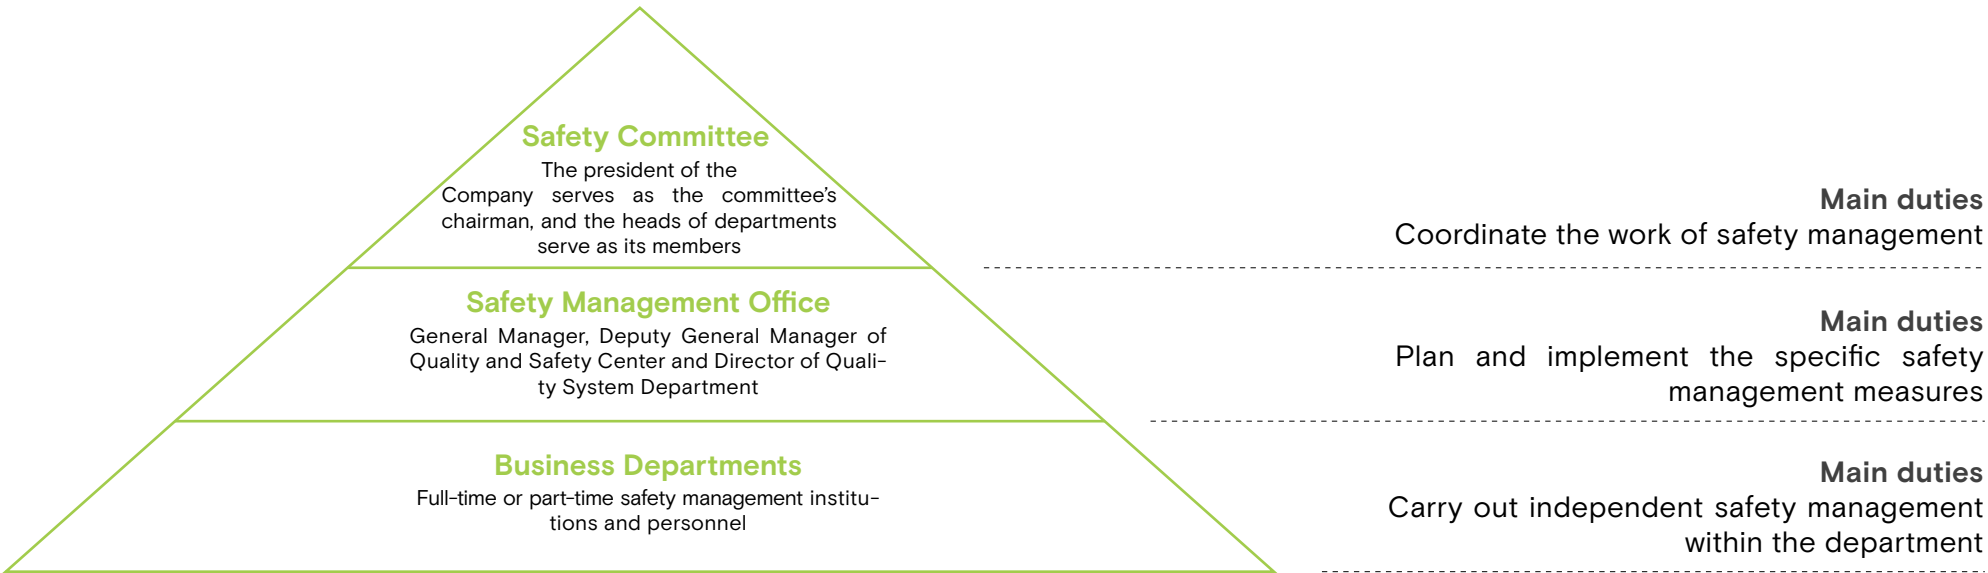 Safety Committee
The president of the
Company serves as the committee's
chairman, and the heads of departments
serve as its members
Main duties
Coordinate the work of safety management
Safety Management Office
General Manager, Deputy General Manager of
Quality and Safety Center and Director of Quali-
ty System Department
Main duties
Plan and implement the specific safety
management measures
Business Departments
Full-time or part-time safety management institu-
tions and personnel
Main duties
Carry out independent safety management
within the department